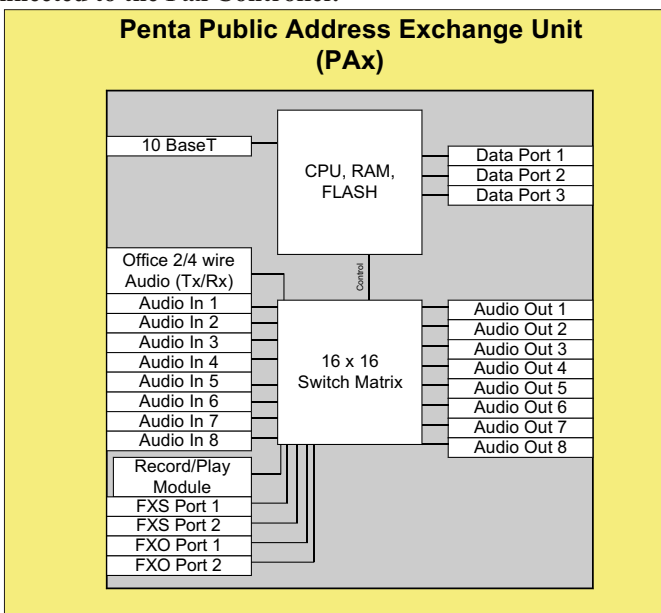 connected to the PaX Controller.
Penta Public Address Exchange Unit
(PAx)
10 BaseT
CPU, RAM,
FLASH
Data Port 1
Data Port 2
Data Port 3
Office 2/4 wire
Audio (Tx/Rx)
Control
Audio In 1
Audio In 2
Audio In 3
Audio In 4
Audio In 5
Audio In 6
Audio In 7
Audio In 8
16 x 16
Switch Matrix
Audio Out 1
Audio Out 2
Audio Out 3
Audio Out 4
Audio Out 5
Audio Out 6
Audio Out 7
Audio Out 8
Record/Play
Module
FXS Port 1
FXS Port 2
FXO Port 1
FXO Port 2